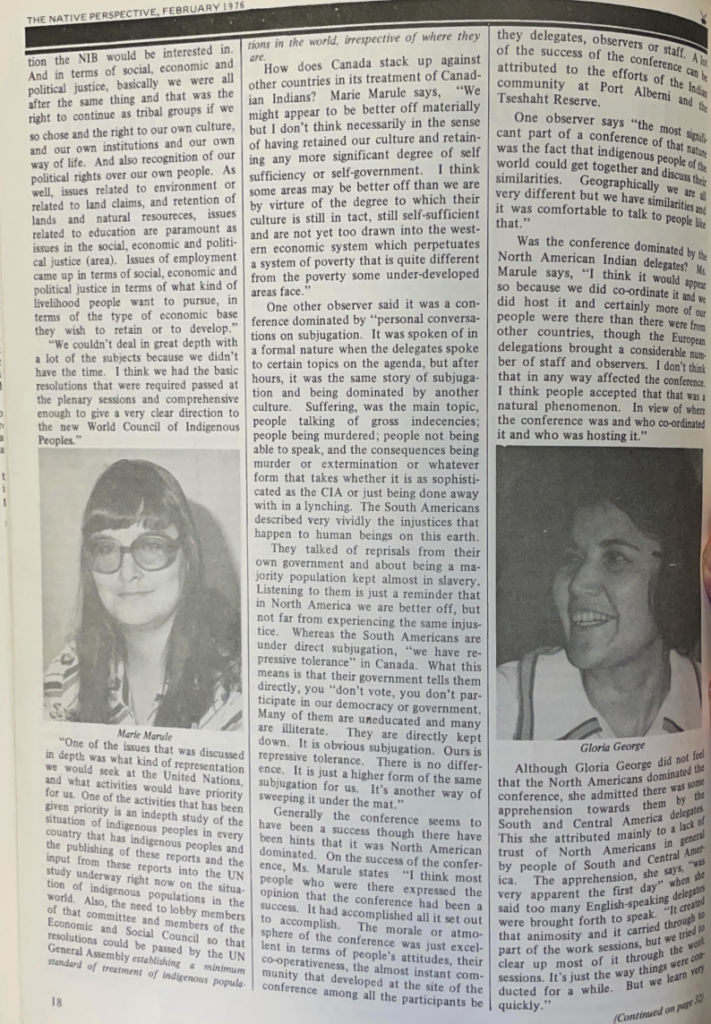 THE NATIVE PERSPECTIVE, FEBRUARY 1976
tion the NIB would be interested in.
And in terms of social, economic and
political justice, basically we were all
after the same thing and that was the
right to continue as tribal groups if we
so chose and the right to our own culture,
and our own institutions and our own
way of life. And also recognition of our
political rights over our own people. As
well, issues related to environment or
related to land claims, and retention of
lands and natural resoureces, issues
related to education are paramount as
issues in the social, economic and politi-
cal justice (area). Issues of employment
came up in terms of social, economic and
political justice in terms of what kind of
livelihood people want to pursue, in
terms of the type of economic base
they wish to retain or to develop."
"We couldn't deal in great depth with
a lot of the subjects because we didn't
have the time. I think we had the basic
resolutions that were required passed at
the plenary sessions and comprehensive
enough to give a very clear direction to
the new World Council of Indigenous
Peoples."
Marie Marule
"One of the issues that was discussed
in depth was what kind of representation
we would seek at the United Nations,
and what activities would have priority
for us. One of the activities that has been
given priority is an indepth study of the
situation of indigenous peoples in every
country that has indigenous peoples and
the publishing of these reports and the
input from these reports into the UN
study underway right now on the situa-
tion of indigenous populations in the
world. Also, the need to lobby members
of that committee and members of the
Economic and Social Council so that
resolutions could be passed by the UN
General Assembly establishing a minimum
standard of treatment of indigenous popula-
18
tions in the world, irrespective of where they
are.
How does Canada stack up against
other countries in its treatment of Canad-
ian Indians? Marie Marule says, "We
might appear to be better off materially
but I don't think necessarily in the sense
of having retained our culture and retain-
ing any more significant degree of self
sufficiency or self-government. I think
some areas may be better off than we are
by virtue of the degree to which their
culture is still in tact, still self-sufficient
and are not yet too drawn into the west-
ern economic system which perpetuates
a system of poverty that is quite different
from the poverty some under-developed
areas face."
One other observer said it was a con-
ference dominated by "personal conversa-
tions on subjugation. It was spoken of in
a formal nature when the delegates spoke
to certain topics on the agenda, but after
hours, it was the same story of subjuga-
tion and being dominated by another
culture. Suffering, was the main topic,
people talking of gross indecencies;
people being murdered; people not being
able to speak, and the consequences being
murder or extermination or whatever
form that takes whether it is as sophisti-
cated as the CIA or just being done away
with in a lynching. The South Americans
described very vividly the injustices that
happen to human beings on this earth.
They talked of reprisals from their
own government and about being a ma-
jority population kept almost in slavery.
Listening to them is just a reminder that
in North America we are better off, but
not far from experiencing the same injus-
tice. Whereas the South Americans are
under direct subjugation, "we have re-
pressive tolerance" in Canada. What this
means is that their government tells them
directly, you "don't vote, you don't par-
ticipate in our democracy or government.
Many of them are uneducated and many
are illiterate. They are directly kept
down. It is obvious subjugation. Ours is
repressive tolerance. There is no differ-
ence. It is just a higher form of the same
subjugation for us. It's another way of
sweeping it under the mat."
Generally the conference seems to
have been a success though there have
been hints that it was North American
dominated. On the success of the confer-
ence, Ms. Marule states "I think most
people who were there expressed the
opinion that the conference had been a
success. It had accomplished all it set out
to accomplish. The morale or atmo-
sphere of the conference was just excel-
lent in terms of people's attitudes, their
co-operativeness, the almost instant com-
munity that developed at the site of the
conference among all the participants be
they delegates, observers or staff. A lot
of the success of the conference can be
attributed to the efforts of the Indian
community at Port Alberni and the
Tseshaht Reserve.
One observer says "the most signifi-
cant part of a conference of that nature
was the fact that indigenous people of the
world could get together and discuss their
similarities. Geographically we are all
very different but we have similarities and
it was comfortable to talk to people like
that."
Was the conference dominated by the
North American Indian delegates? Ms.
Marule says, "I think it would appear
so because we did co-ordinate it and we
did host it and certainly more of our
people were there than there were from
other countries, though the European
delegations brought a considerable num-
ber of staff and observers. I don't think
that in any way affected the conference.
I think people accepted that that was a
natural phenomenon. In view of where
the conference was and who co-ordinated
it and who was hosting it."
Gloria George
Although Gloria George did not feel
that the North Americans dominated the
conference, she admitted there was some
apprehension towards them by the
South and Central America delegates.
This she attributed mainly to a lack of
trust of North Americans in general
by people of South and Central Amer-
ica. The apprehension, she says, "was
very apparent the first day" when she
said too many English-speaking delegates
were brought forth to speak. "It created
that animosity and it carried through to
part of the work sessions, but we tried to
clear up most of it through the work
sessions. It's just the way things were con-
ducted for a while. But we learn very
quickly."
(Continued on page 32)